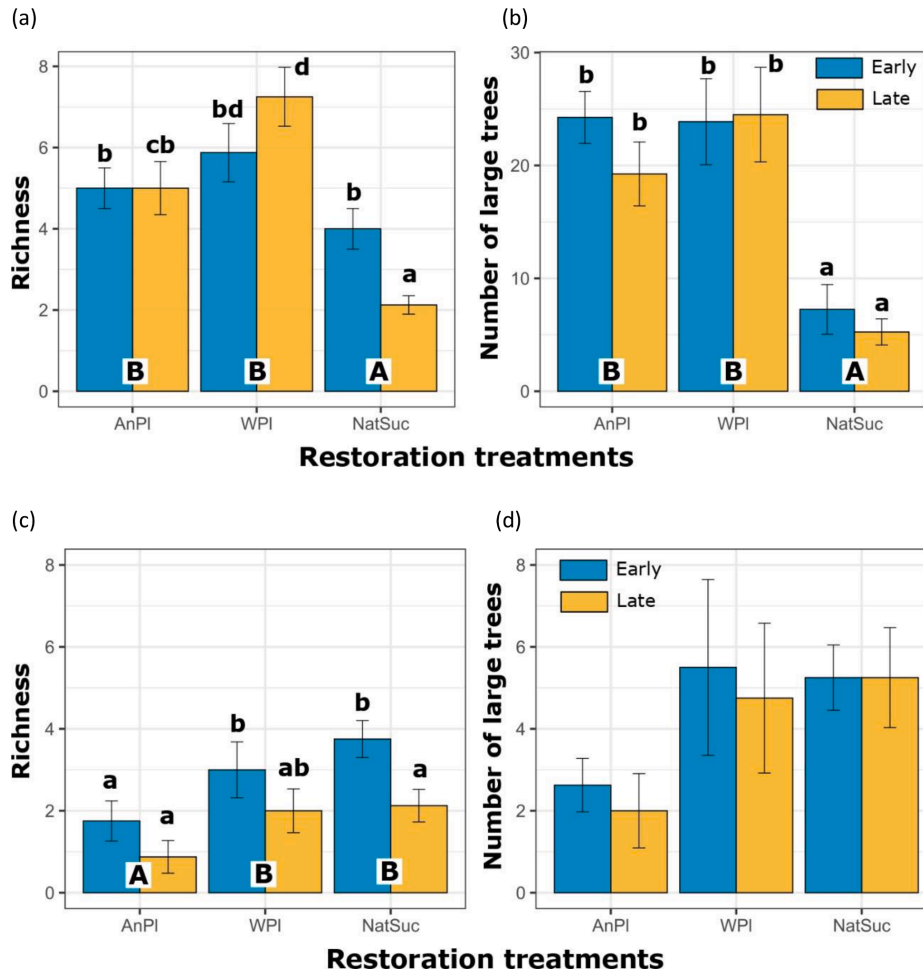 (a)
(b)
Richness
8
6
4
2
0
b
cb
bd
d
b
a
B
B
A
AnPl
WPl
NatSuc
Number of large trees
30
20
10
0
b
b
b
b
a
a
B
B
A
Early
Late
AnPl
WPl
NatSuc
Restoration treatments
(c)
(d)
Richness
8
6
4
2
0
a
a
b
ab
b
a
A
B
B
AnPl
WPl
NatSuc
Number of large trees
8
6
4
2
0
Early
Late
AnPl
WPl
NatSuc
Restoration treatments